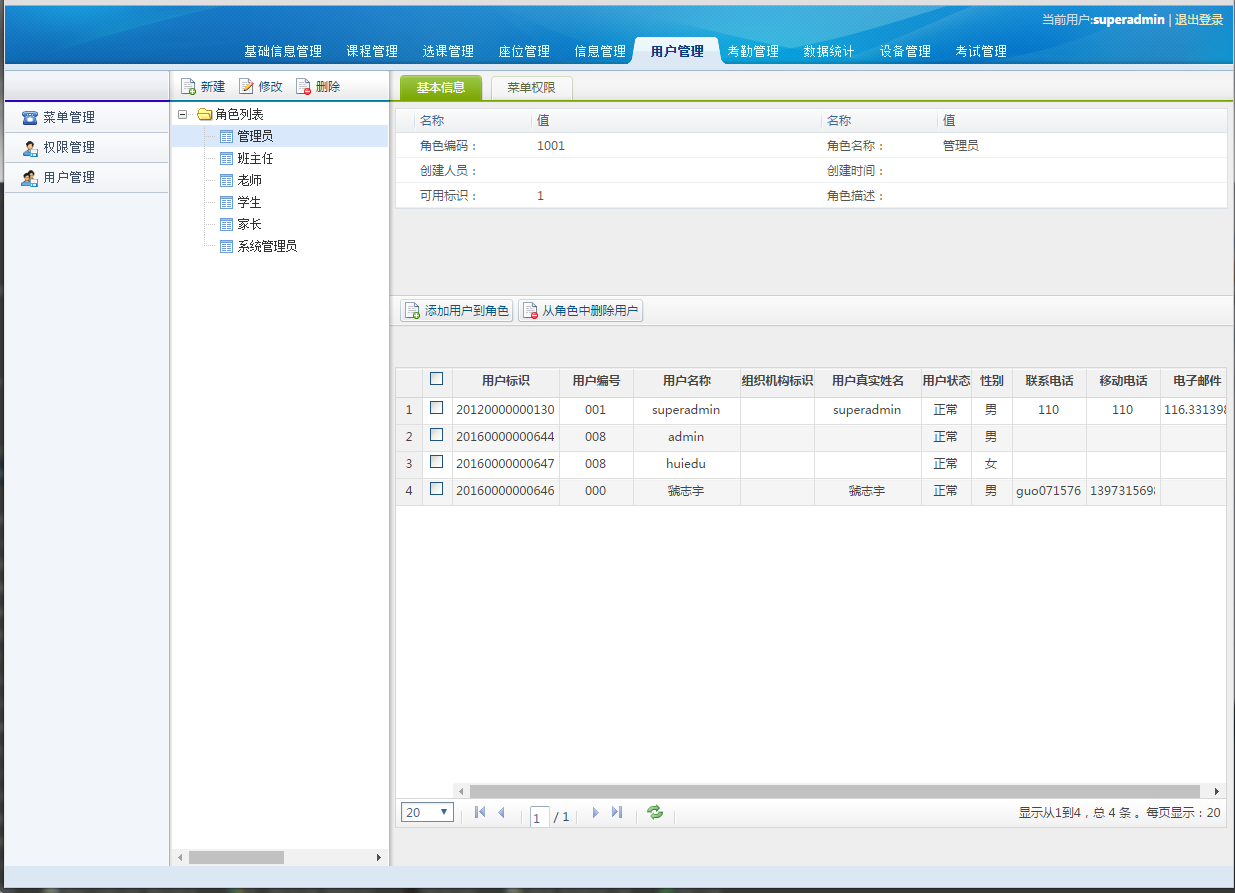 当前用户:superadmin | 退出登录
基础信息管理 课程管理 选课管理 座位管理 信息管理 用户管理 考勤管理 数据统计 设备管理 考试管理
菜单管理
权限管理
用户管理
新建 修改 删除
角色列表
管理员
班主任
老师
学生
家长
系统管理员
基本信息 菜单权限
名称 值 名称 值
角色编码： 1001 角色名称： 管理员
创建人员： 创建时间：
可用标识： 1 角色描述：
添加用户到角色 从角色中删除用户
用户标识 用户编号 用户名称 组织机构标识 用户真实姓名 用户状态 性别 联系电话 移动电话 电子邮件
1 20120000000130 001 superadmin superadmin 正常 男 110 110 116.331398
2 20160000000644 008 admin 正常 男
3 20160000000647 008 huiedu 正常 女
4 20160000000646 000 虢志宇 虢志宇 正常 男 guo071576 1397315698
20 1 / 1 显示从1到4，总 4 条 。每页显示：20